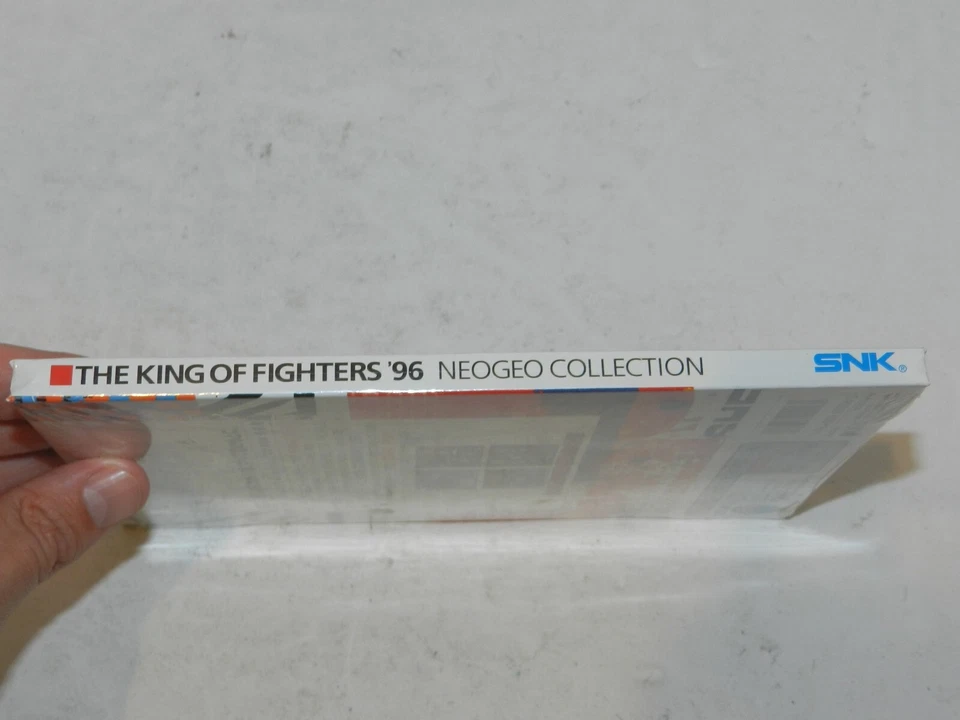 THE KING OF FIGHTERS '96 NEOGEO COLLECTION SNK®